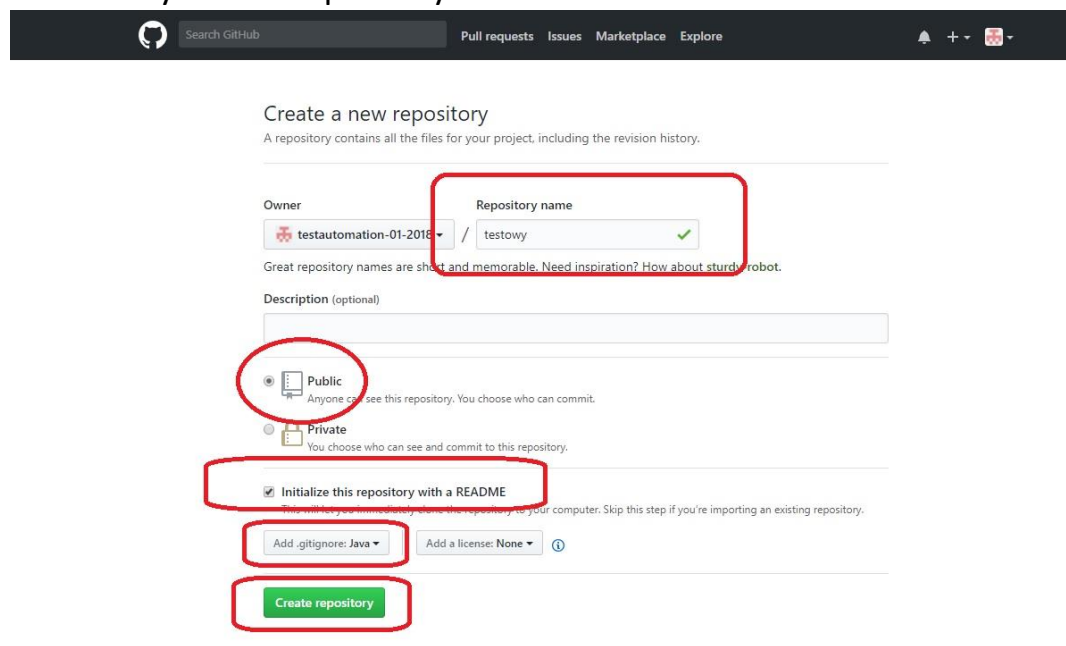 Search GitHub Pull requests Issues Marketplace Explore
Create a new repository
A repository contains all the files for your project, including the revision history.
Owner Repository name
testautomation-01-2018 / testowy
Great repository names are short and memorable. Need inspiration? How about sturdy-robot.
Description (optional)
Public
Anyone can see this repository. You choose who can commit.
Private
You choose who can see and commit to this repository.
Initialize this repository with a README
This will let you immediately clone the repository to your computer. Skip this step if you're importing an existing repository.
Add .gitignore: Java Add a license: None
Create repository